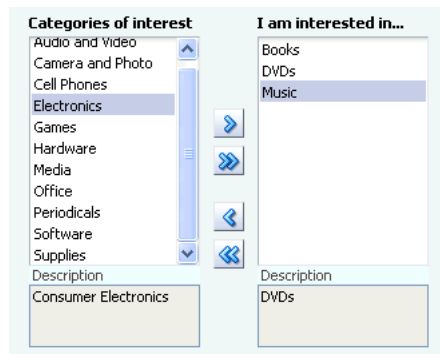 Categories of interest
Audio and Video
Camera and Photo
Cell Phones
Electronics
Games
Hardware
Media
Office
Periodicals
Software
Supplies
Description
Consumer Electronics
I am interested in...
Books
DVDs
Music
Description
DVDs